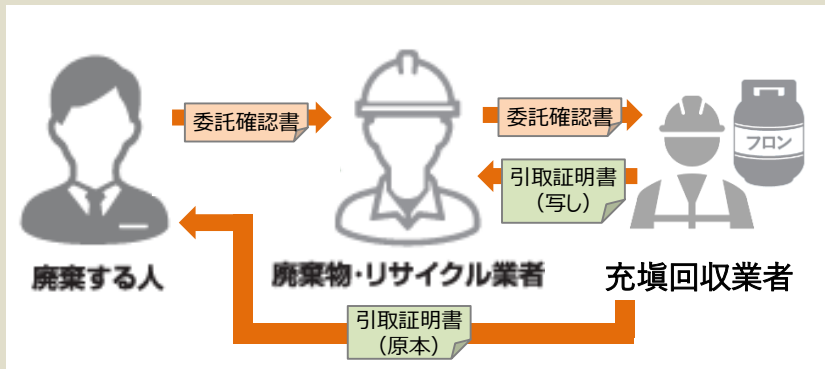 委託確認書
委託確認書
フロン
引取証明書
（写し）
廃棄する人
廃棄物・リサイクル業者
充塡回収業者
引取証明書
（原本）